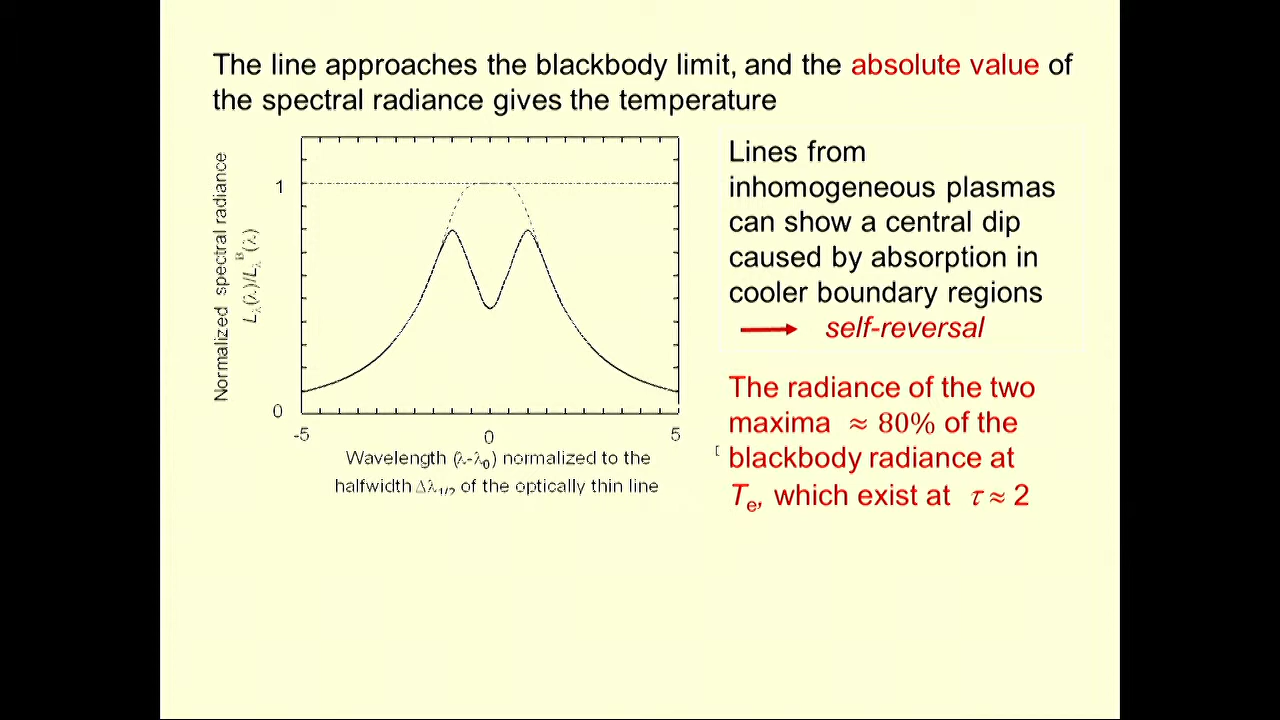 The line approaches the blackbody limit, and the absolute value of
the spectral radiance gives the temperature
Normalized spectral radiance
L_λ(λ)/L_λ^B(λ)
1
0
-5
0
5
Wavelength (λ-λ₀) normalized to the
halfwidth Δλ₁/₂ of the optically thin line
Lines from
inhomogeneous plasmas
can show a central dip
caused by absorption in
cooler boundary regions
self-reversal
The radiance of the two
maxima ≈ 80% of the
blackbody radiance at
Tₑ, which exist at τ ≈ 2